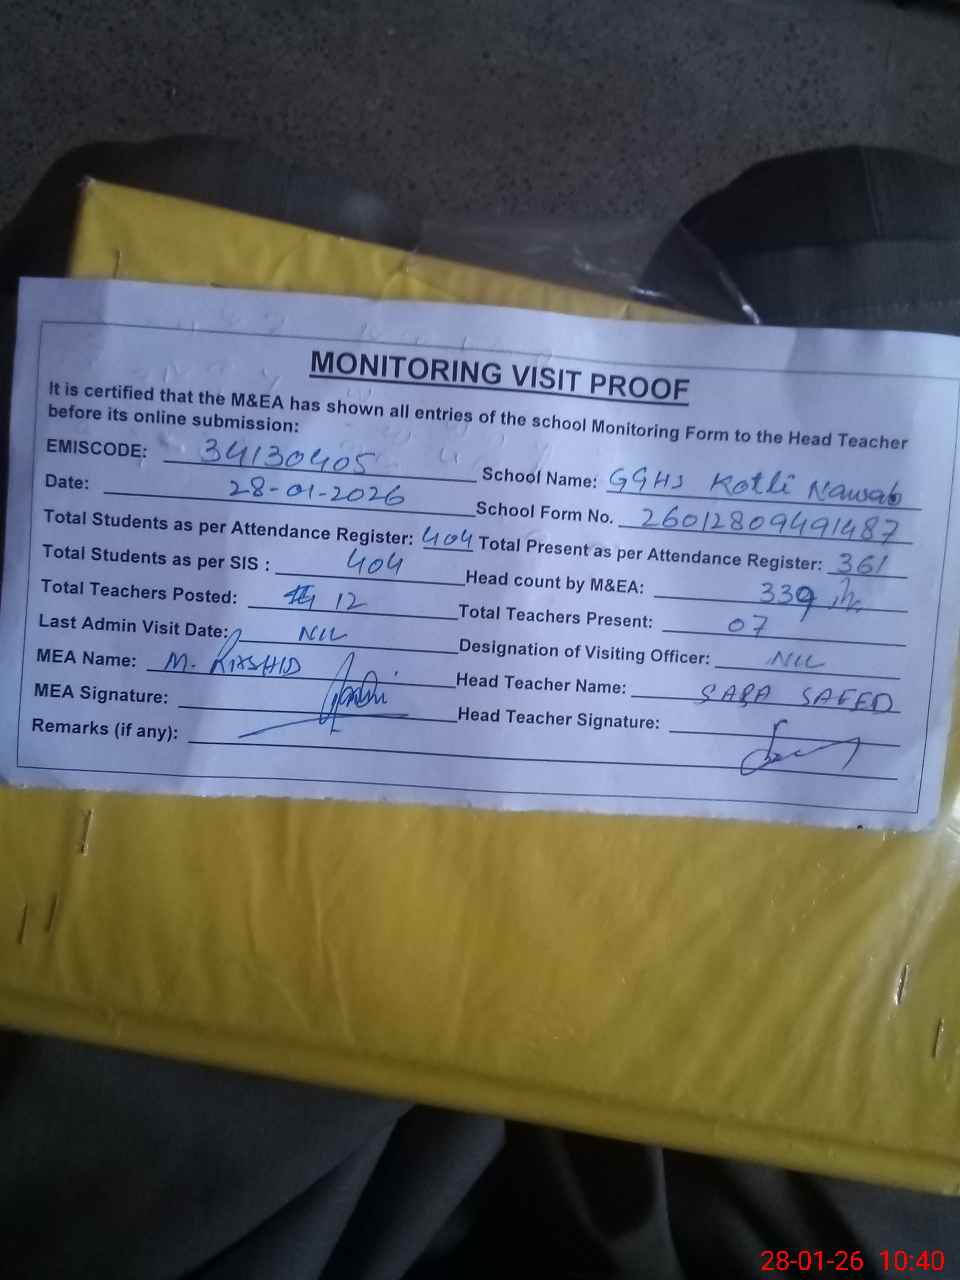 MONITORING VISIT PROOF
It is certified that the M&EA has shown all entries of the school Monitoring Form to the Head Teacher
before its online submission:
EMISCODE: 34130405 School Name: GGHS Kotli Nawab
Date: 28-01-2026 School Form No. 26012809491487
Total Students as per Attendance Register: 404 Total Present as per Attendance Register: 361
Total Students as per SIS : 404 Head count by M&EA: 339
Total Teachers Posted: 12 Total Teachers Present: 07
Last Admin Visit Date: NIL Designation of Visiting Officer: NIL
MEA Name: M. RASHID Head Teacher Name: SABA SAEED
MEA Signature: Head Teacher Signature:
Remarks (if any):
28-01-26 10:40